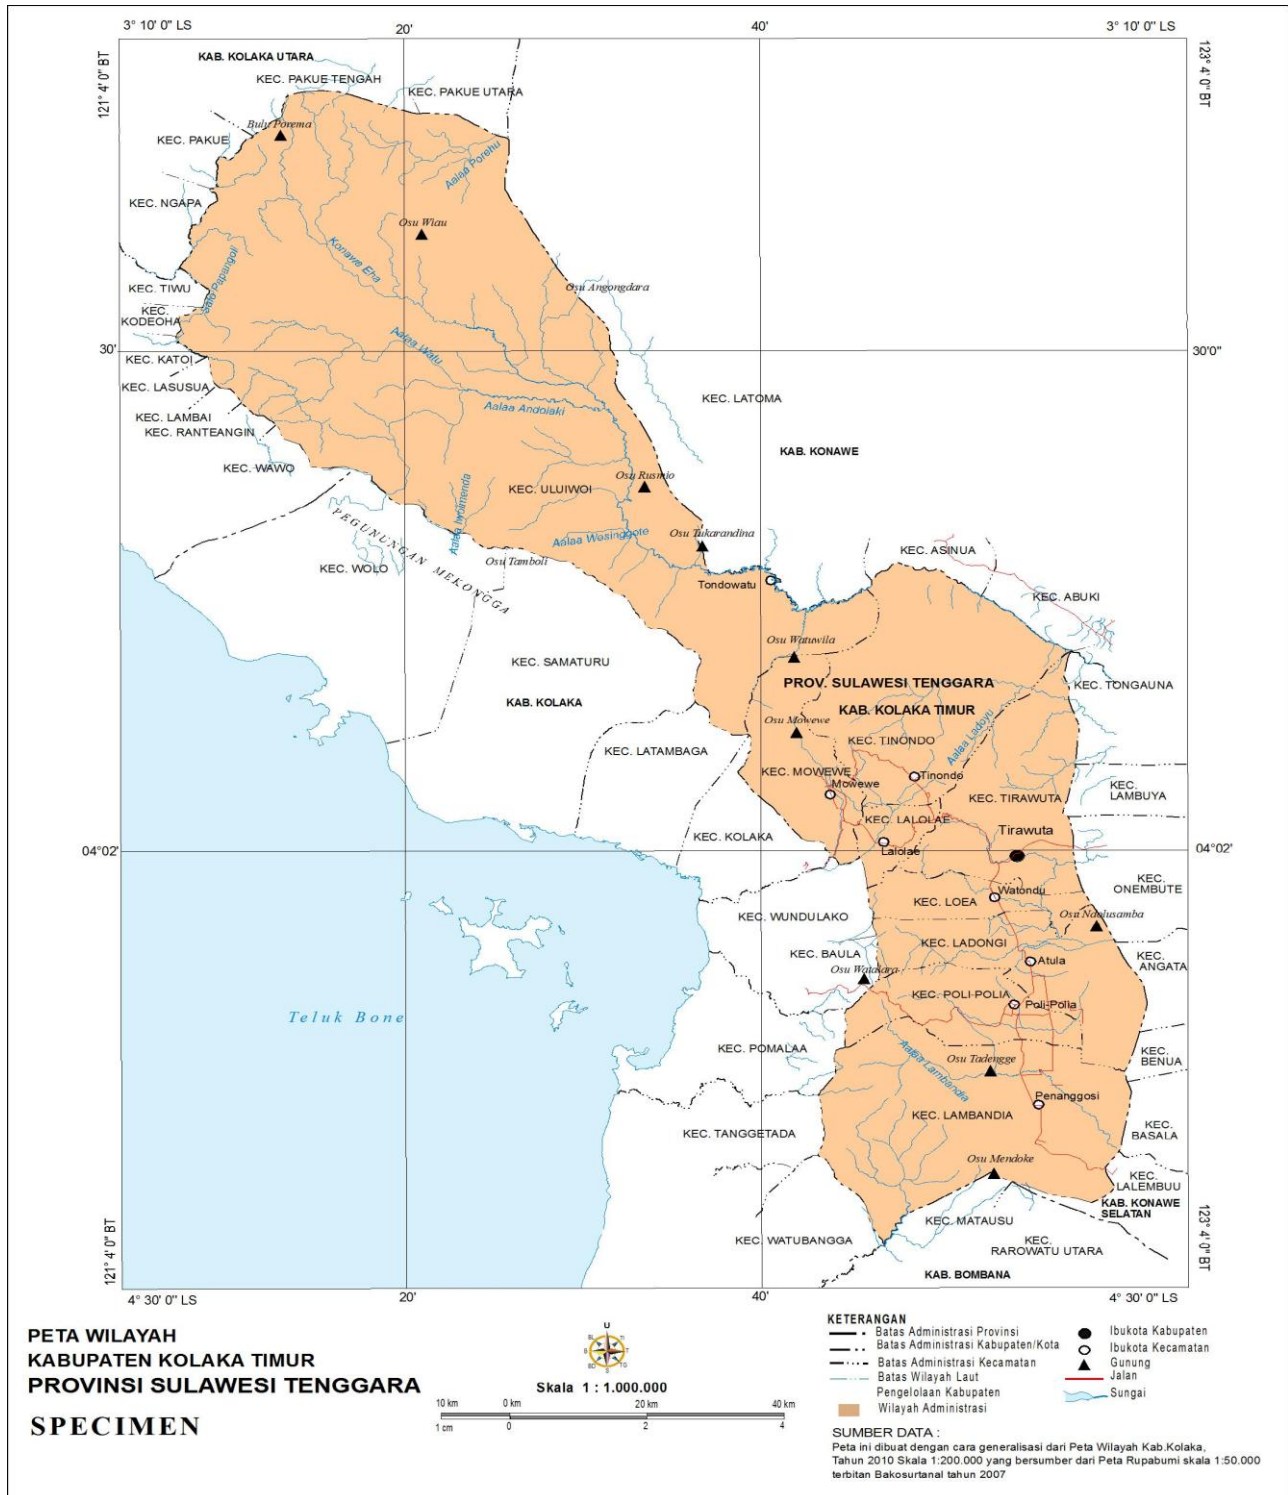 3° 10' 0" LS
20'
40'
3° 10' 0" LS
121° 4' 0" BT
123° 4' 0" BT
KAB. KOLAKA UTARA
KEC. PAKUE TENGAH
KEC. PAKUE UTARA
Bulu Porema
KEC. PAKUE
Aalaa Porehu
KEC. NGAPA
Osu Wiau
Konawe Eha
Salo Papangoli
KEC. TIWU
Osu Angongdara
KEC.
KODEOHA
Aalaa Watu
30'
30'0"
KEC. KATOI
KEC. LASUSUA
KEC. LATOMA
Aalaa Andolaki
KEC. LAMBAI
KEC. RANTEANGIN
KAB. KONAWE
KEC. WAWO
Osu Rusmio
KEC. ULUIWOI
Aalaa Iwoimenda
PEGUNUNGAN MEKONGGA
Aalaa Wesinggote
Osu Tukarandina
KEC. ASINUA
Osu Tamboli
KEC. WOLO
Tondowatu
KEC. ABUKI
Osu Watuwila
KEC. SAMATURU
PROV. SULAWESI TENGGARA
KEC. TONGAUNA
KAB. KOLAKA
KAB. KOLAKA TIMUR
Osu Mowewe
Aalaa Laduyu
KEC. TINONDO
KEC. LATAMBAGA
KEC. MOWEWE
Tinondo
Mowewe
KEC.
LAMBUYA
KEC. TIRAWUTA
KEC. LALOLAE
Tirawuta
KEC. KOLAKA
Lalolae
04°02'
04°02'
KEC.
ONEMBUTE
Watondu
KEC. LOEA
Osu Nanlusamba
KEC. WUNDULAKO
KEC. LADONGI
KEC. BAULA
KEC.
ANGATA
Atula
Osu Watalara
KEC. POLI-POLIA
Poli-Polia
Teluk Bone
KEC. POMALAA
Aalaa Lambandia
Osu Tadengge
KEC.
BENUA
Penanggosi
KEC. LAMBANDIA
KEC. TANGGETADA
KEC.
BASALA
Osu Mendoke
KEC.
LALEMBUU
KAB. KONAWE
SELATAN
KEC. MATAUSU
KEC. WATUBANGGA
KEC.
RAROWATU UTARA
KAB. BOMBANA
121° 4' 0" BT
123° 4' 0" BT
4° 30' 0" LS
20'
40'
4° 30' 0" LS
PETA WILAYAH
KABUPATEN KOLAKA TIMUR
PROVINSI SULAWESI TENGGARA
SPECIMEN
U
Skala 1 : 1.000.000
10 km
0 km
20 km
40 km
1 cm
0
2
4
KETERANGAN
Batas Administrasi Provinsi
Batas Administrasi Kabupaten/Kota
Batas Administrasi Kecamatan
Batas Wilayah Laut
Pengelolaan Kabupaten
Wilayah Administrasi
Ibukota Kabupaten
Ibukota Kecamatan
Gunung
Jalan
Sungai
SUMBER DATA :
Peta ini dibuat dengan cara generalisasi dari Peta Wilayah Kab.Kolaka,
Tahun 2010 Skala 1:200.000 yang bersumber dari Peta Rupabumi skala 1:50.000
terbitan Bakosurtanal tahun 2007